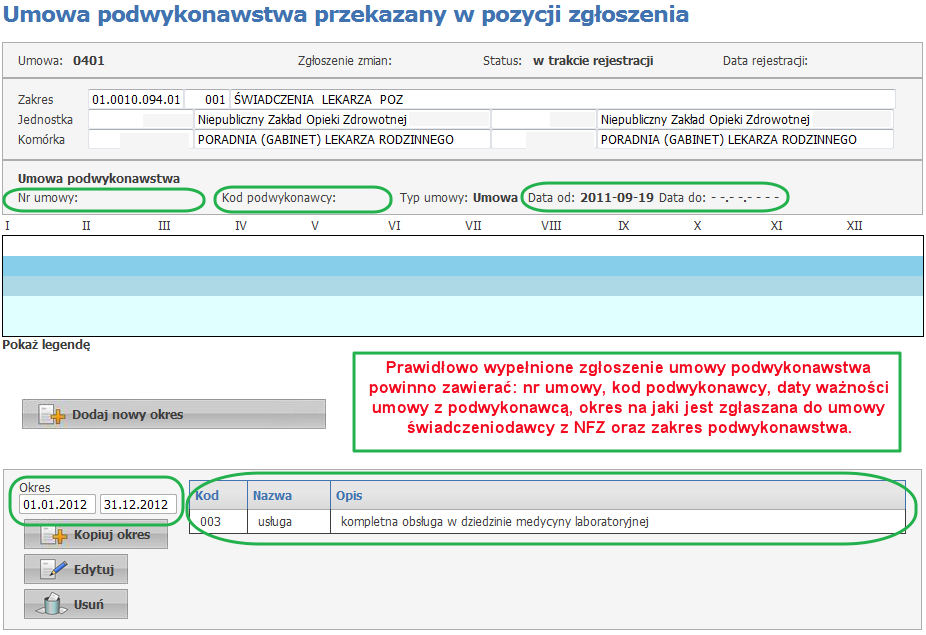 Umowa podwykonawstwa przekazany w pozycji zgłoszenia
Umowa: 0401 Zgłoszenie zmian: Status: w trakcie rejestracji Data rejestracji:
Zakres 01.0010.094.01 001 ŚWIADCZENIA LEKARZA POZ
Jednostka Niepubliczny Zakład Opieki Zdrowotnej Niepubliczny Zakład Opieki Zdrowotnej
Komórka PORADNIA (GABINET) LEKARZA RODZINNEGO PORADNIA (GABINET) LEKARZA RODZINNEGO
Umowa podwykonawstwa
Nr umowy: Kod podwykonawcy: Typ umowy: Umowa Data od: 2011-09-19 Data do: --.--.----
I II III IV V VI VII VIII IX X XI XII
Pokaż legendę
Prawidłowo wypełnione zgłoszenie umowy podwykonawstwa
powinno zawierać: nr umowy, kod podwykonawcy, daty ważności
umowy z podwykonawcą, okres na jaki jest zgłaszana do umowy
świadczeniodawcy z NFZ oraz zakres podwykonawstwa.
Dodaj nowy okres
Okres
01.01.2012 31.12.2012
Kopiuj okres
Edytuj
Usuń
Kod Nazwa Opis
003 usługa kompletna obsługa w dziedzinie medycyny laboratoryjnej